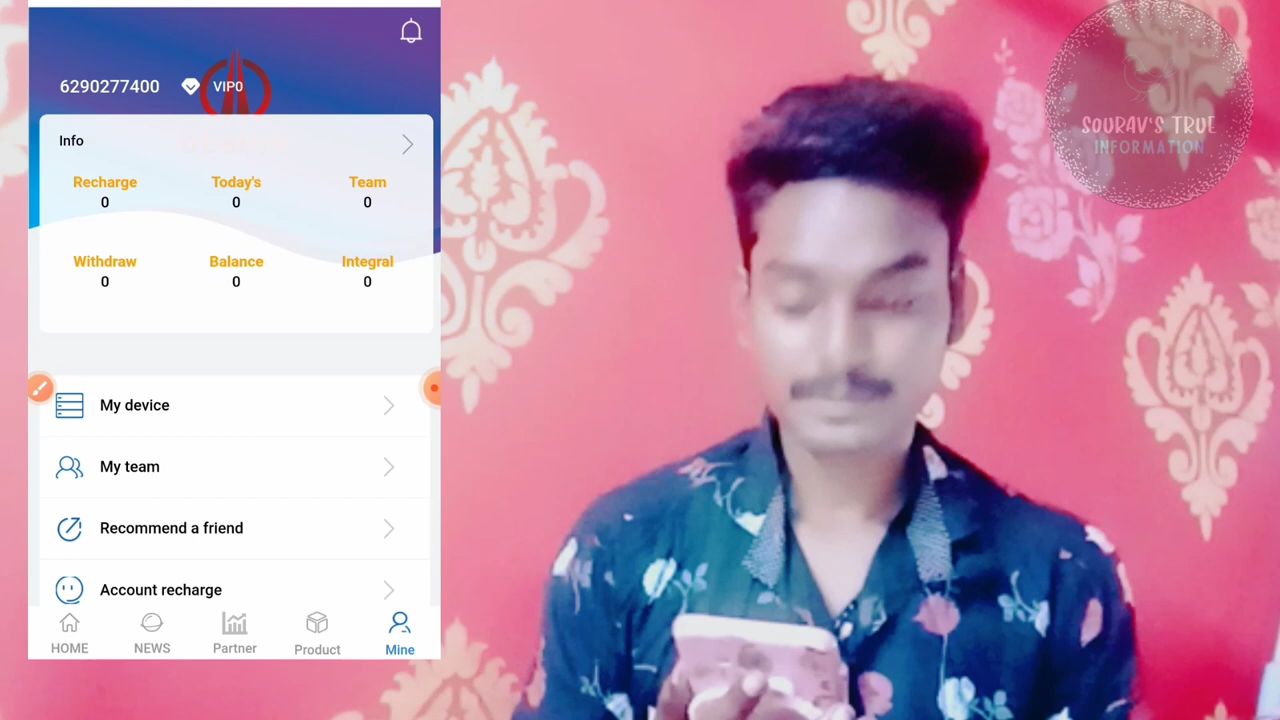 6290277400 VIP0
Info
Recharge Today's Team
0 0 0
Withdraw Balance Integral
0 0 0
My device
My team
Recommend a friend
Account recharge
HOME NEWS Partner Product Mine
SOURAV'S TRUE
INFORMATION